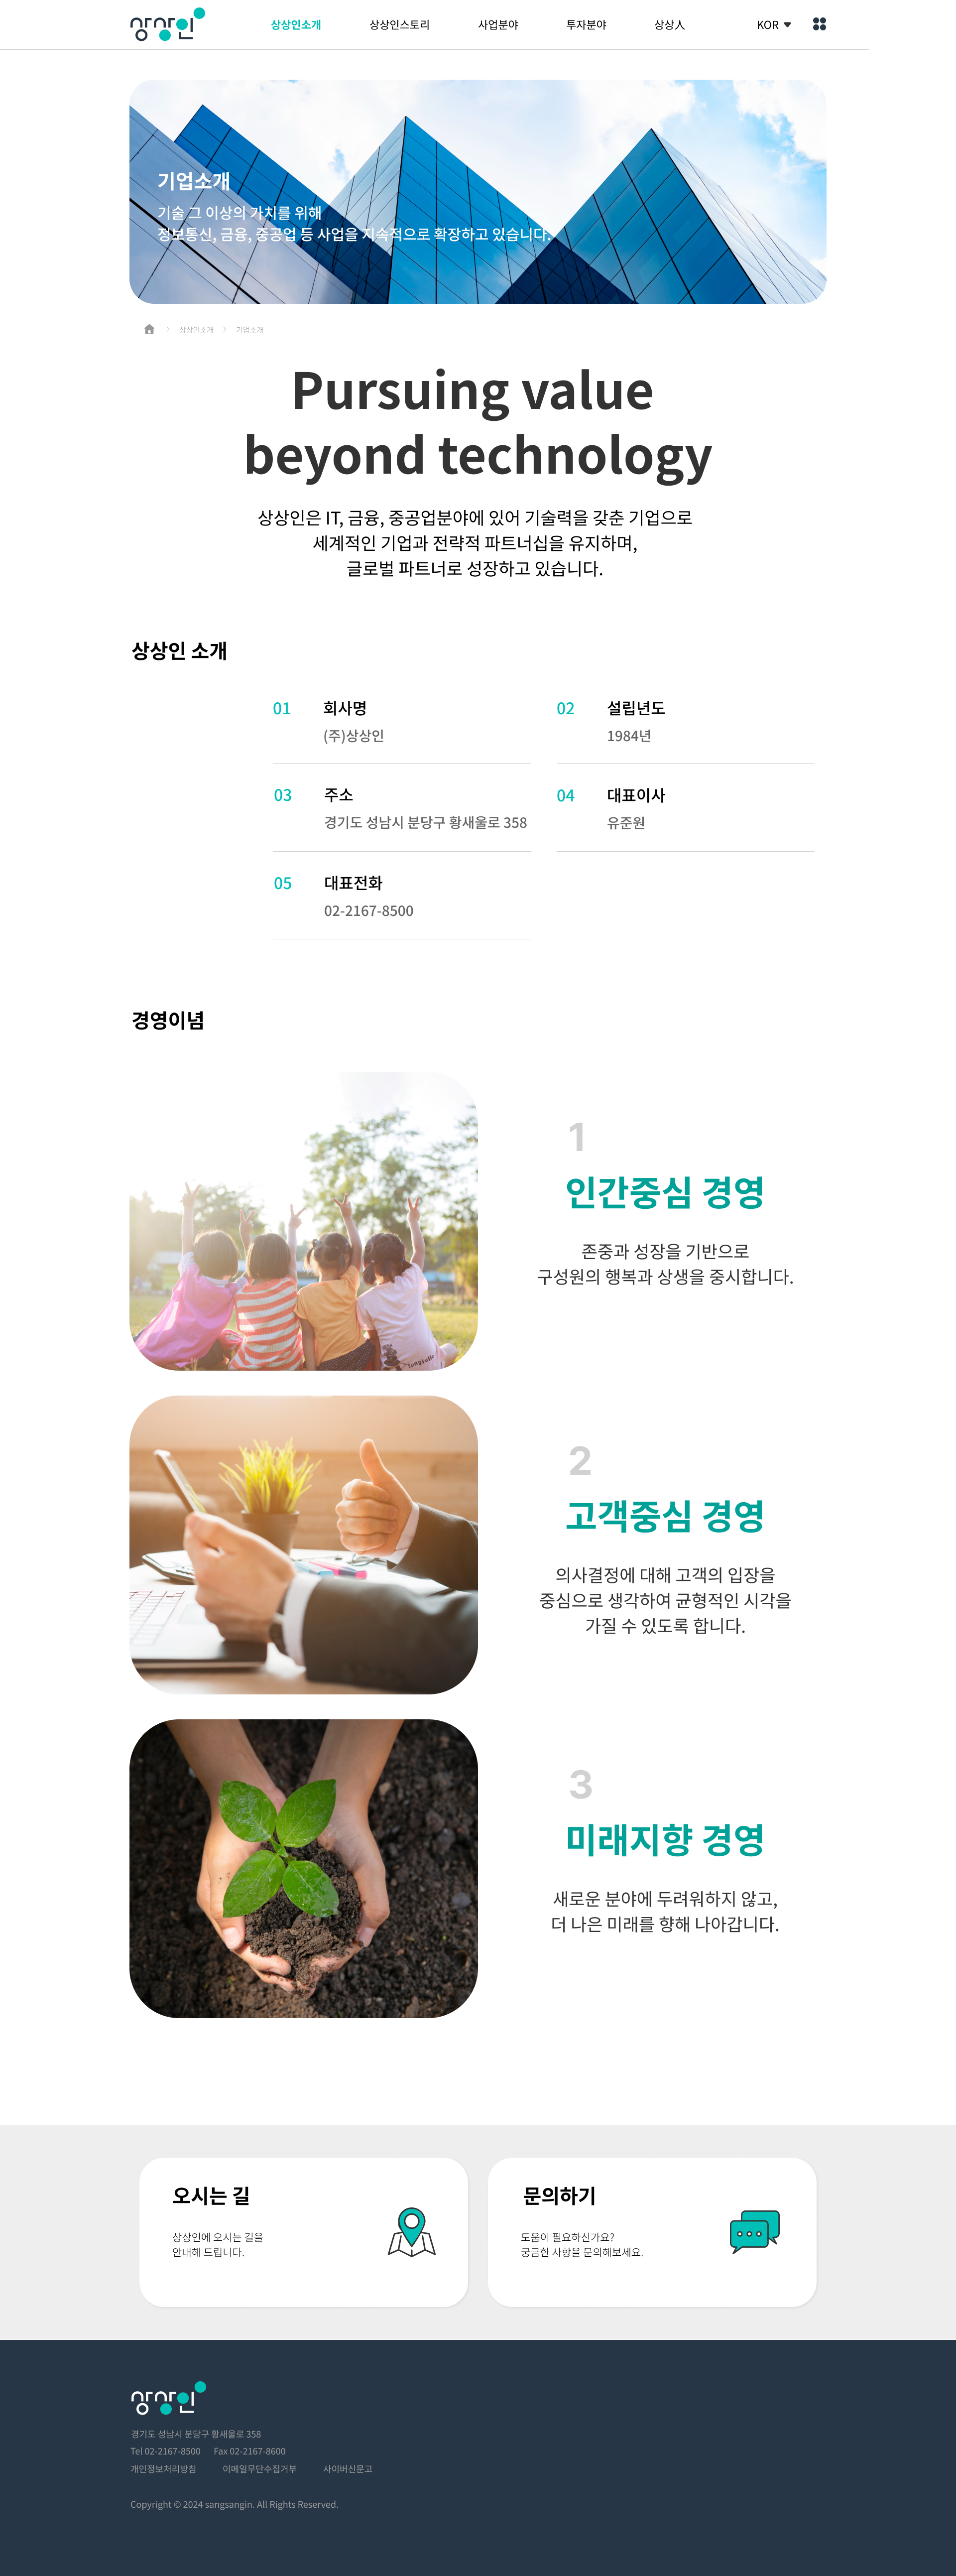 상상인
상상인소개 상상인스토리 사업분야 투자분야 상상人 KOR
기업소개
기술 그 이상의 가치를 위해
정보통신, 금융, 중공업 등 사업을 지속적으로 확장하고 있습니다.
상상인소개 > 기업소개
Pursuing value
beyond technology
상상인은 IT, 금융, 중공업분야에 있어 기술력을 갖춘 기업으로
세계적인 기업과 전략적 파트너십을 유지하며,
글로벌 파트너로 성장하고 있습니다.
상상인 소개
01 회사명
(주)상상인
02 설립년도
1984년
03 주소
경기도 성남시 분당구 황새울로 358
04 대표이사
유준원
05 대표전화
02-2167-8500
경영이념
1
인간중심 경영
존중과 성장을 기반으로
구성원의 행복과 상생을 중시합니다.
2
고객중심 경영
의사결정에 대해 고객의 입장을
중심으로 생각하여 균형적인 시각을
가질 수 있도록 합니다.
3
미래지향 경영
새로운 분야에 두려워하지 않고,
더 나은 미래를 향해 나아갑니다.
오시는 길
상상인에 오시는 길을
안내해 드립니다.
문의하기
도움이 필요하신가요?
궁금한 사항을 문의해보세요.
상상인
경기도 성남시 분당구 황새울로 358
Tel 02-2167-8500 Fax 02-2167-8600
개인정보처리방침 이메일무단수집거부 사이버신문고
Copyright © 2024 sangsangin. All Rights Reserved.